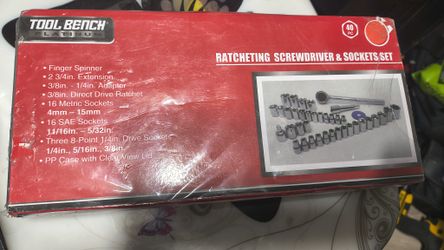 TOOL BENCH
40
RATCHETING SCREWDRIVER & SOCKETS SET
• Finger Spinner
• 2 3/4in. Extension
• 3/8in. - 1/4in. Adapter
• 3/8in. Direct Drive Ratchet
• 16 Metric Sockets
4mm – 15mm
• 16 SAE Sockets
11/16in. – 5/32in.
• Three 8-Point 1/4in. Drive Sockets
1/4in., 5/16in., 3/8in.
• PP Case with Clear View Lid